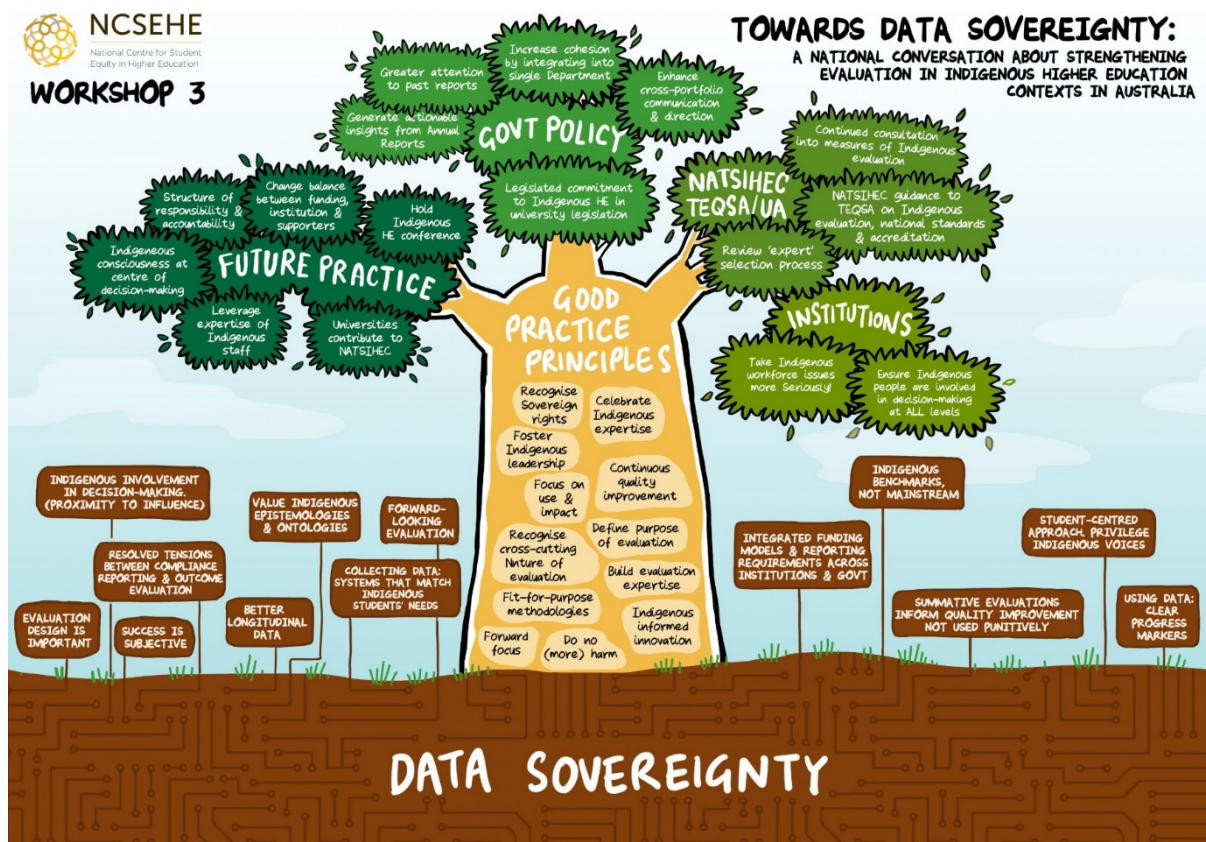 NCSEHE
National Centre for Student
Equity in Higher Education
WORKSHOP 3
TOWARDS DATA SOVEREIGNTY:
A NATIONAL CONVERSATION ABOUT STRENGTHENING
EVALUATION IN INDIGENOUS HIGHER EDUCATION
CONTEXTS IN AUSTRALIA
GOVT POLICY
Greater attention
to past reports
Increase cohesion
by integrating into
single Department
Enhance
cross-portfolio
communication
& direction
Generate actionable
insights from Annual
Reports
Legislated commitment
to Indigenous HE in
university legislation
NATSIHEC
TEQSA/UA
Continued consultation
into measures of Indigenous
evaluation
NATSIHEC guidance to
TEQSA on Indigenous
evaluation, national standards
& accreditation
Review 'expert'
selection process
INSTITUTIONS
Take Indigenous
workforce issues
more Seriously!
Ensure Indigenous
people are involved
in decision-making
at ALL levels
FUTURE PRACTICE
Structure of
responsibility &
accountability
Change balance
between funding,
institution &
supporters
Hold
Indigenous
HE conference
Indigeneous
consciousness at
centre of
decision-making
Leverage
expertise of
Indigenous
staff
Universities
contribute to
NATSIHEC
GOOD
PRACTICE
PRINCIPLES
Recognise
Sovereign
rights
Celebrate
Indigenous
expertise
Foster
Indigenous
leadership
Continuous
quality
improvement
Focus on
use &
impact
Define purpose
of evaluation
Recognise
cross-cutting
Nnture of
evaluation
Build evaluation
expertise
Fit-for-purpose
methodologies
Indigenous
informed
innovation
Forward
focus
Do no
(more) harm
INDIGENOUS INVOLVEMENT
IN DECISION-MAKING.
(PROXIMITY TO INFLUENCE)
VALUE INDIGENOUS
EPISTEMOLOGIES
& ONTOLOGIES
FORWARD-
LOOKING
EVALUATION
RESOLVED TENSIONS
BETWEEN COMPLIANCE
REPORTING & OUTCOME
EVALUATION
COLLECTING DATA:
SYSTEMS THAT MATCH
INDIGENOUS
STUDENTS' NEEDS
EVALUATION
DESIGN IS
IMPORTANT
SUCCESS IS
SUBJECTIVE
BETTER
LONGITUDINAL
DATA
INDIGENOUS
BENCHMARKS,
NOT MAINSTREAM
INTEGRATED FUNDING
MODELS & REPORTING
REQUIREMENTS ACROSS
INSTITUTIONS & GOVT
STUDENT-CENTRED
APPROACH PRIVILEGE
INDIGENOUS VOICES
SUMMATIVE EVALUATIONS
INFORM QUALITY IMPROVEMENT
NOT USED PUNITIVELY
USING DATA:
CLEAR
PROGRESS
MARKERS
DATA SOVEREIGNTY